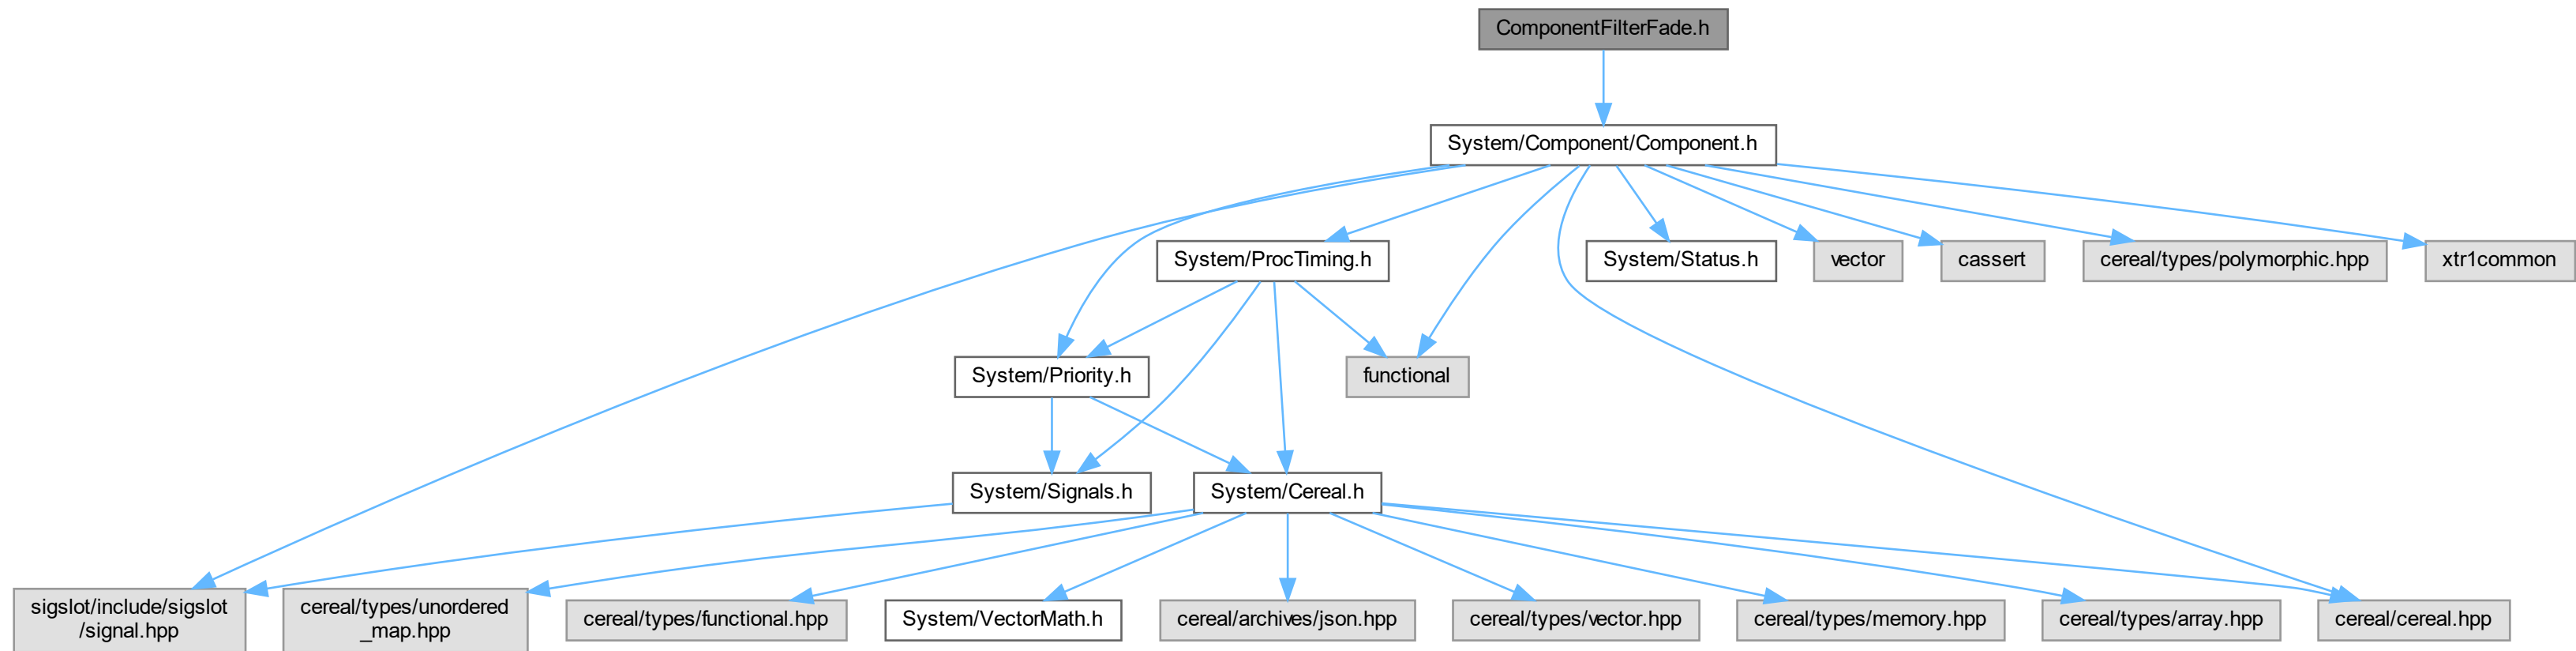 ComponentFilterFade.h
System/Component/Component.h
System/ProcTiming.h
System/Status.h
vector
cassert
cereal/types/polymorphic.hpp
xtr1common
System/Priority.h
functional
System/Signals.h
System/Cereal.h
sigslot/include/sigslot
/signal.hpp
cereal/types/unordered
_map.hpp
cereal/types/functional.hpp
System/VectorMath.h
cereal/archives/json.hpp
cereal/types/vector.hpp
cereal/types/memory.hpp
cereal/types/array.hpp
cereal/cereal.hpp